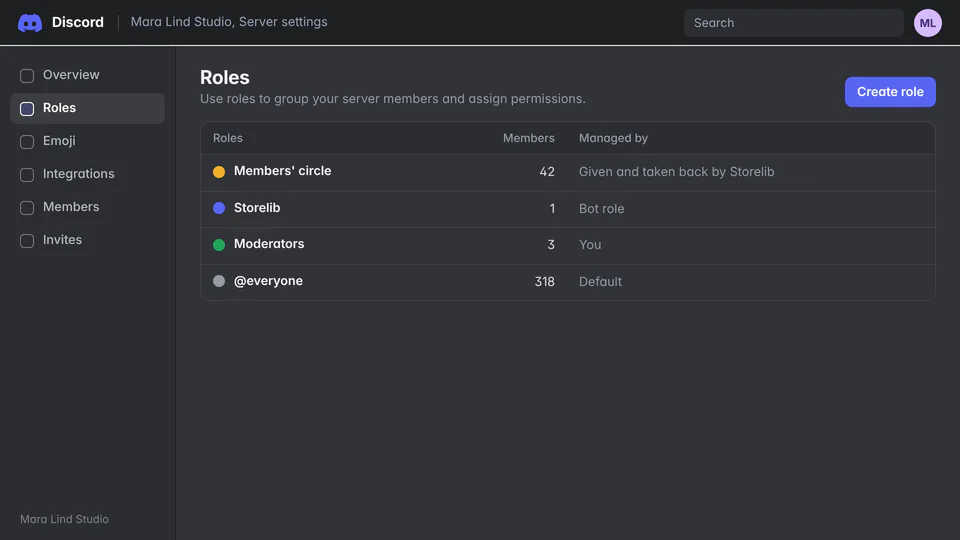 Discord
Mara Lind Studio, Server settings
Search
ML
Overview
Roles
Emoji
Integrations
Members
Invites
Mara Lind Studio
Roles
Use roles to group your server members and assign permissions.
Create role
Roles Members Managed by
Members' circle 42 Given and taken back by Storelib
Storelib 1 Bot role
Moderators 3 You
@everyone 318 Default